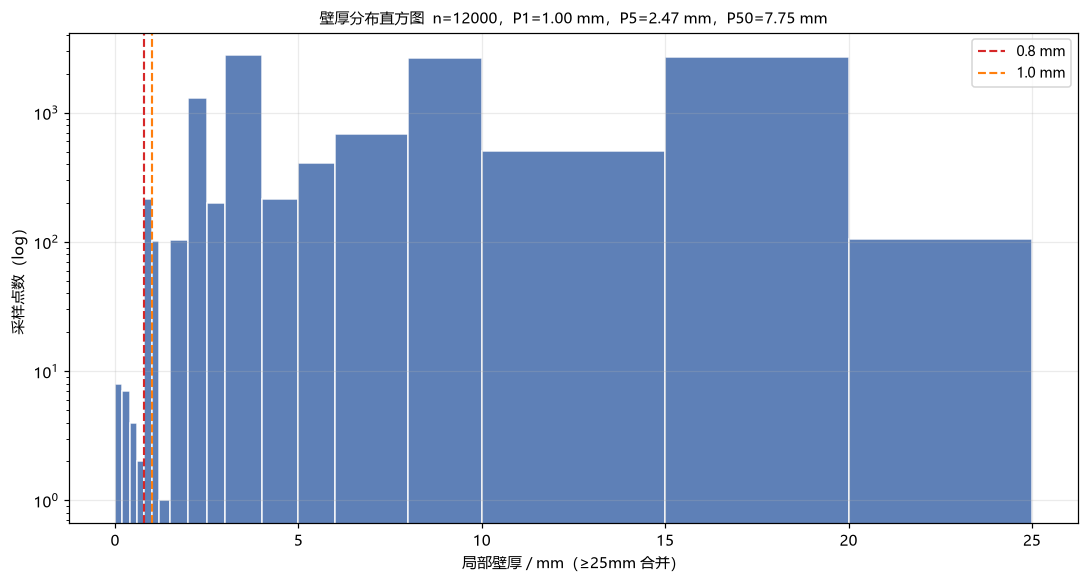 壁厚分布直方图 n=12000，P1=1.00 mm，P5=2.47 mm，P50=7.75 mm
0.8 mm
1.0 mm
采样点数（log）
10³
10²
10¹
10⁰
0 5 10 15 20 25
局部壁厚 / mm（≥25mm 合并）